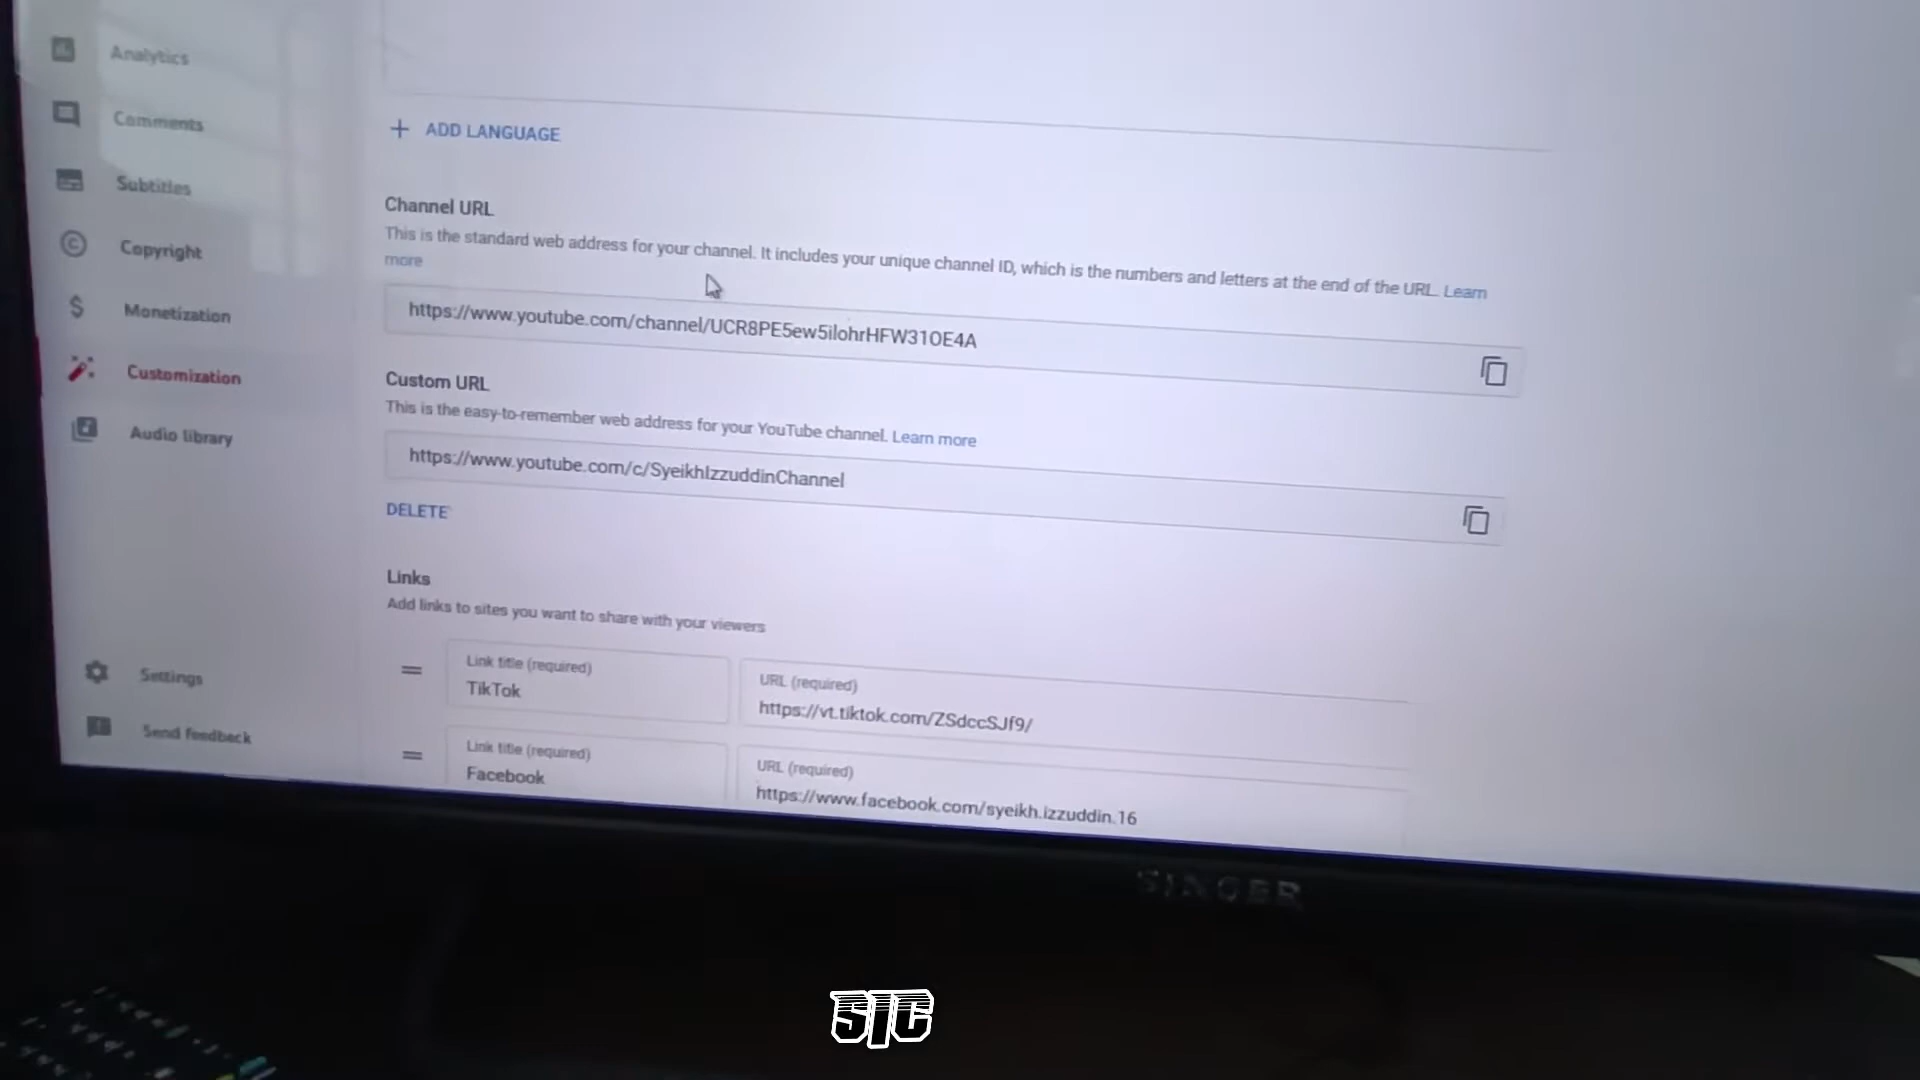 Analytics
Comments
Subtitles
Copyright
Monetization
Customization
Audio library
Settings
Send feedback
ADD LANGUAGE
Channel URL
This is the standard web address for your channel. It includes your unique channel ID, which is the numbers and letters at the end of the URL. Learn
more
https://www.youtube.com/channel/UCR8PE5ew5ilohrHFW31OE4A
Custom URL
This is the easy-to-remember web address for your YouTube channel. Learn more
https://www.youtube.com/c/SyeikhIzzuddinChannel
DELETE
Links
Add links to sites you want to share with your viewers
Link title (required)
TikTok
URL (required)
https://vt.tiktok.com/ZSdccSJf9/
Link title (required)
Facebook
URL (required)
https://www.facebook.com/syeikh.izzuddin.16
SINGER
SIC